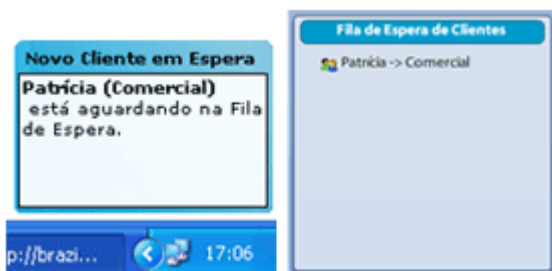 Novo Cliente em Espera
Patrícia (Comercial)
está aguardando na Fila
de Espera.
p://brazi...
17:06
Fila de Espera de Clientes
Patrícia -> Comercial